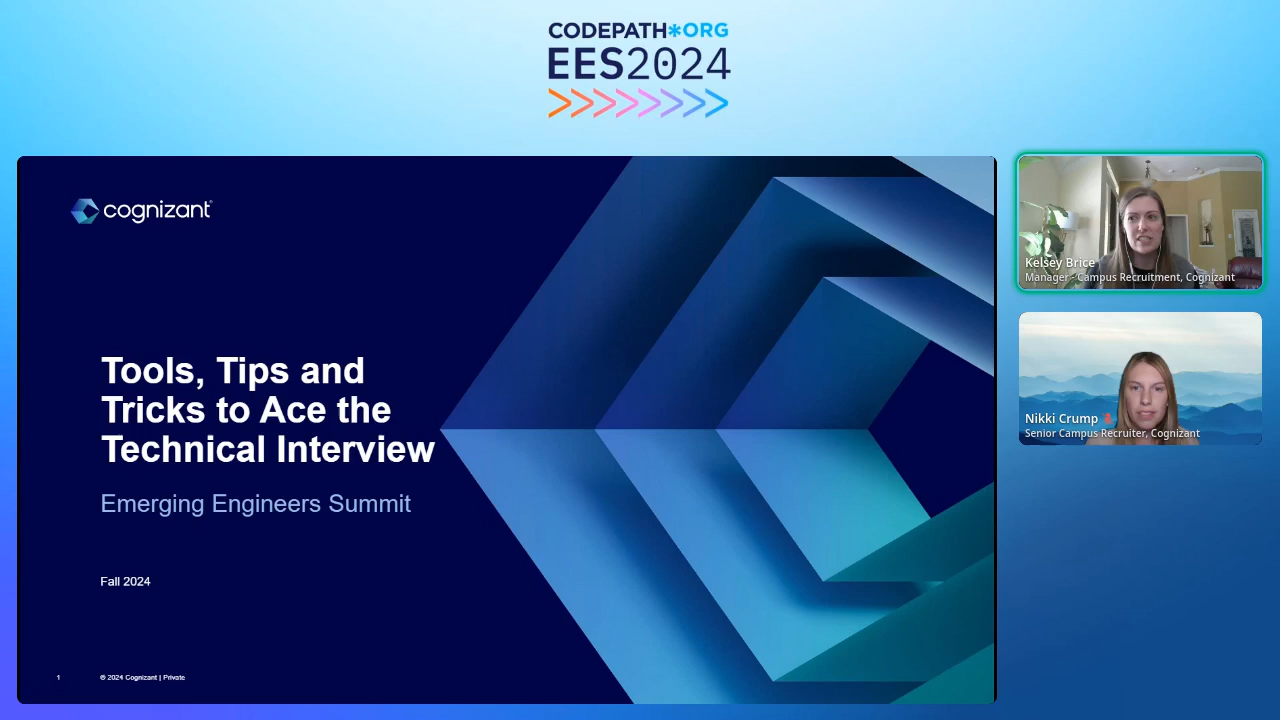 CODEPATH*ORG
EES2024
cognizant
Tools, Tips and
Tricks to Ace the
Technical Interview
Emerging Engineers Summit
Fall 2024
1 © 2024 Cognizant | Private
Kelsey Brice
Manager - Campus Recruitment, Cognizant
Nikki Crump
Senior Campus Recruiter, Cognizant